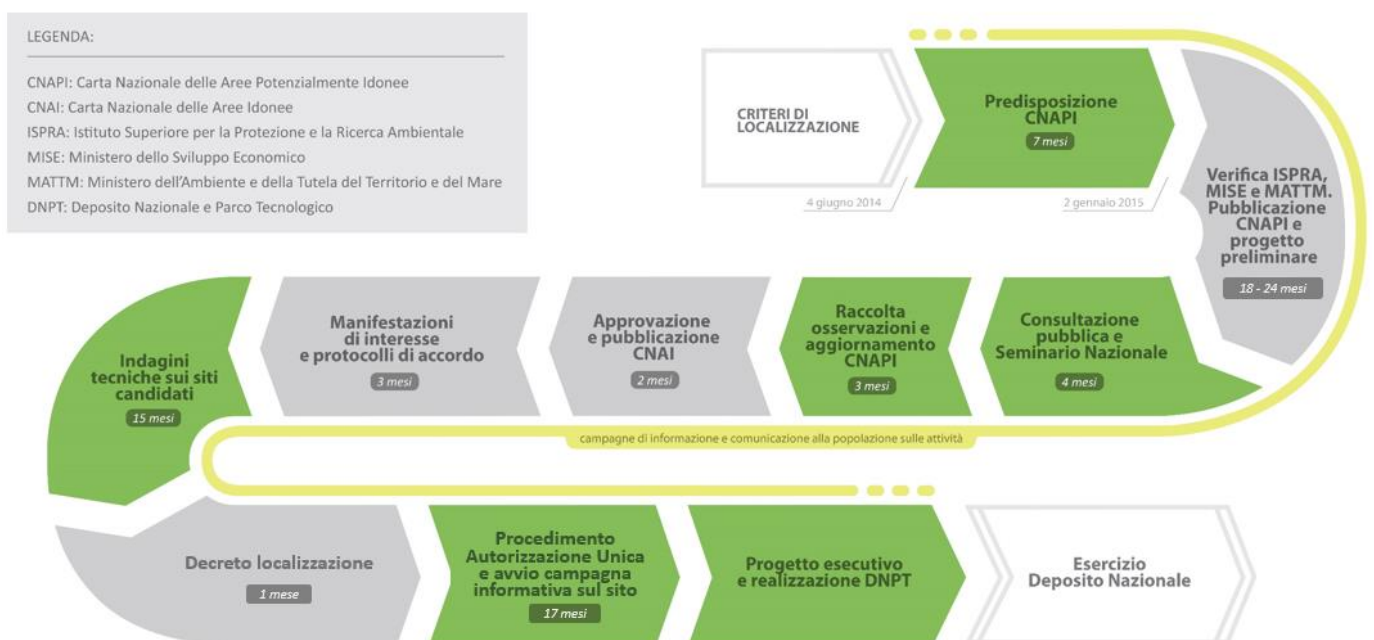 LEGENDA:
CNAPI: Carta Nazionale delle Aree Potenzialmente Idonee
CNAI: Carta Nazionale delle Aree Idonee
ISPRA: Istituto Superiore per la Protezione e la Ricerca Ambientale
MISE: Ministero dello Sviluppo Economico
MATTM: Ministero dell'Ambiente e della Tutela del Territorio e del Mare
DNPT: Deposito Nazionale e Parco Tecnologico
CRITERI DI
LOCALIZZAZIONE
4 giugno 2014
Predisposizione
CNAPI
7 mesi
2 gennaio 2015
Verifica ISPRA,
MISE e MATTM.
Pubblicazione
CNAPI e
progetto
preliminare
18 - 24 mesi
Consultazione
pubblica e
Seminario Nazionale
4 mesi
Raccolta
osservazioni e
aggiornamento
CNAPI
3 mesi
Approvazione
e pubblicazione
CNAI
2 mesi
Manifestazioni
di interesse
e protocolli di accordo
3 mesi
Indagini
tecniche sui siti
candidati
15 mesi
campagne di informazione e comunicazione alla popolazione sulle attività
Decreto localizzazione
1 mese
Procedimento
Autorizzazione Unica
e avvio campagna
informativa sul sito
17 mesi
Progetto esecutivo
e realizzazione DNPT
Esercizio
Deposito Nazionale